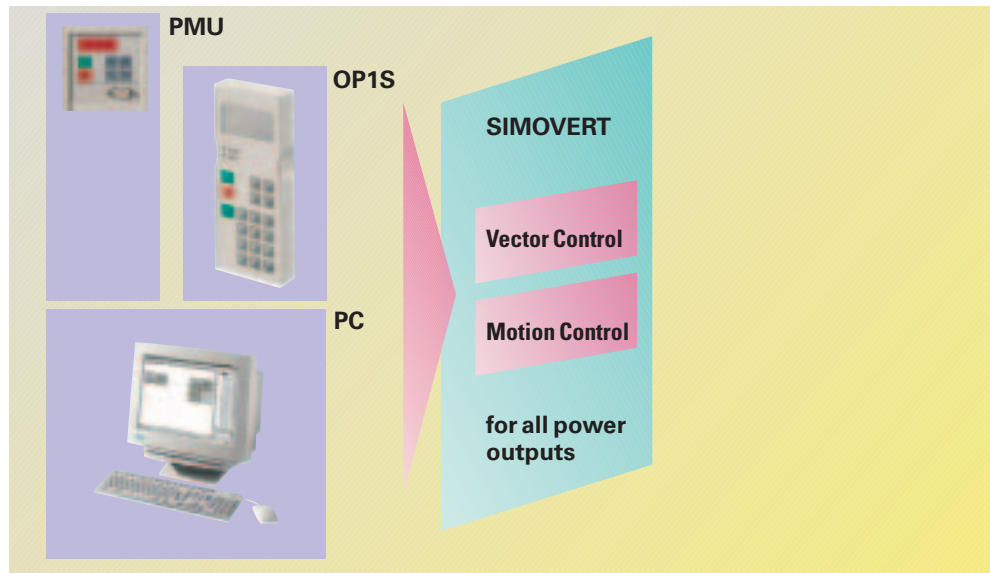 PMU
OP1S
PC
SIMOVERT
Vector Control
Motion Control
for all power
outputs